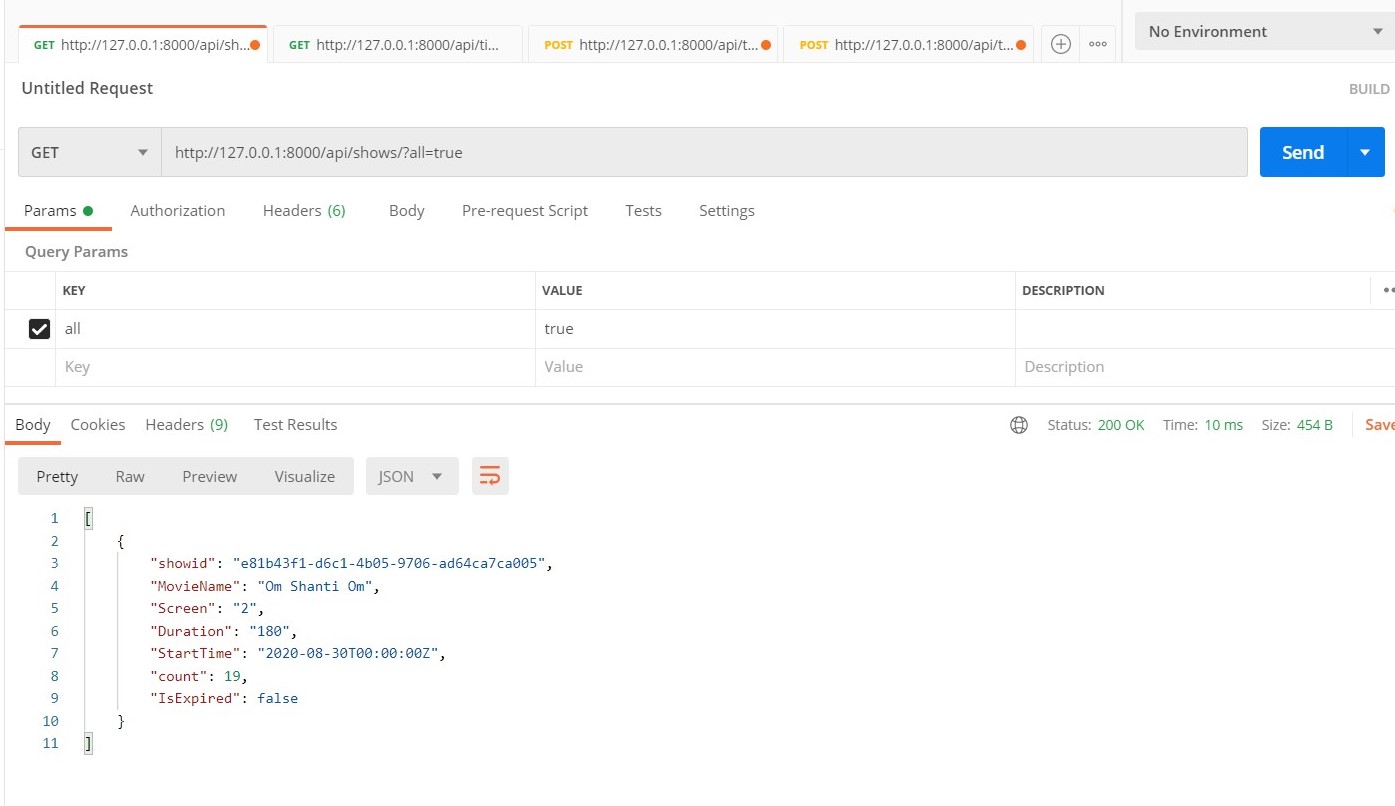 GET http://127.0.0.1:8000/api/sh... GET http://127.0.0.1:8000/api/ti... POST http://127.0.0.1:8000/api/t... POST http://127.0.0.1:8000/api/t... No Environment
Untitled Request BUILD
GET http://127.0.0.1:8000/api/shows/?all=true Send
Params Authorization Headers (6) Body Pre-request Script Tests Settings
Query Params
KEY VALUE DESCRIPTION
all true
Key Value Description
Body Cookies Headers (9) Test Results Status: 200 OK Time: 10 ms Size: 454 B Save
Pretty Raw Preview Visualize JSON
1 [
2 {
3 "showid": "e81b43f1-d6c1-4b05-9706-ad64ca7ca005",
4 "MovieName": "Om Shanti Om",
5 "Screen": "2",
6 "Duration": "180",
7 "StartTime": "2020-08-30T00:00:00Z",
8 "count": 19,
9 "IsExpired": false
10 }
11 ]